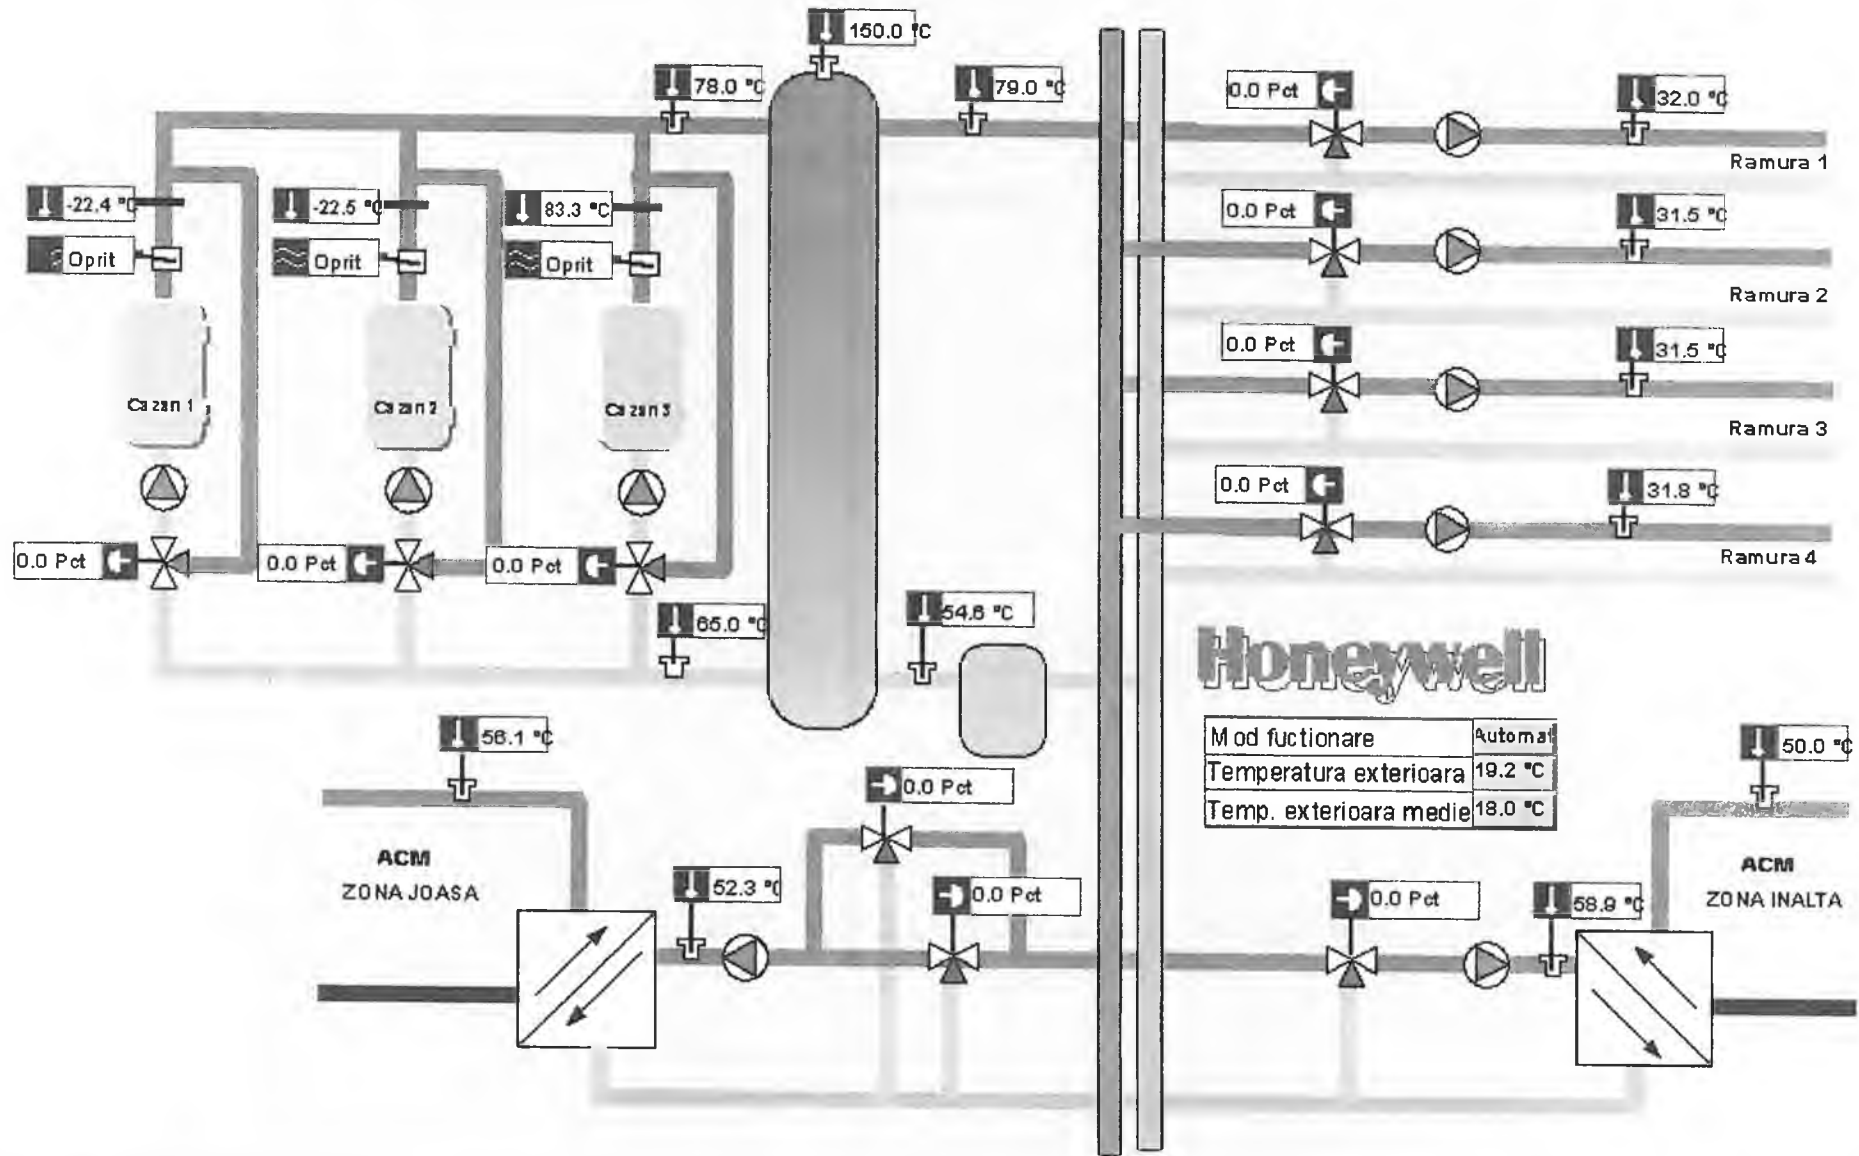 150.0 °C
78.0 °C
79.0 °C
0.0 Pct
32.0 °C
Ramura 1
-22.4 °C
-22.5 °C
83.3 °C
0.0 Pct
31.5 °C
Oprit
Oprit
Oprit
Ramura 2
0.0 Pct
31.5 °C
Cazan 1
Cazan 2
Cazan 3
Ramura 3
0.0 Pct
31.8 °C
0.0 Pct
0.0 Pct
0.0 Pct
Ramura 4
65.0 °C
54.6 °C
Honeywell
56.1 °C
Mod fuctionare Automat
50.0 °C
Temperatura exterioara 19.2 °C
0.0 Pct
Temp. exterioara medie 18.0 °C
ACM
ZONA JOASA
52.3 °C
0.0 Pct
0.0 Pct
58.9 °C
ACM
ZONA INALTA